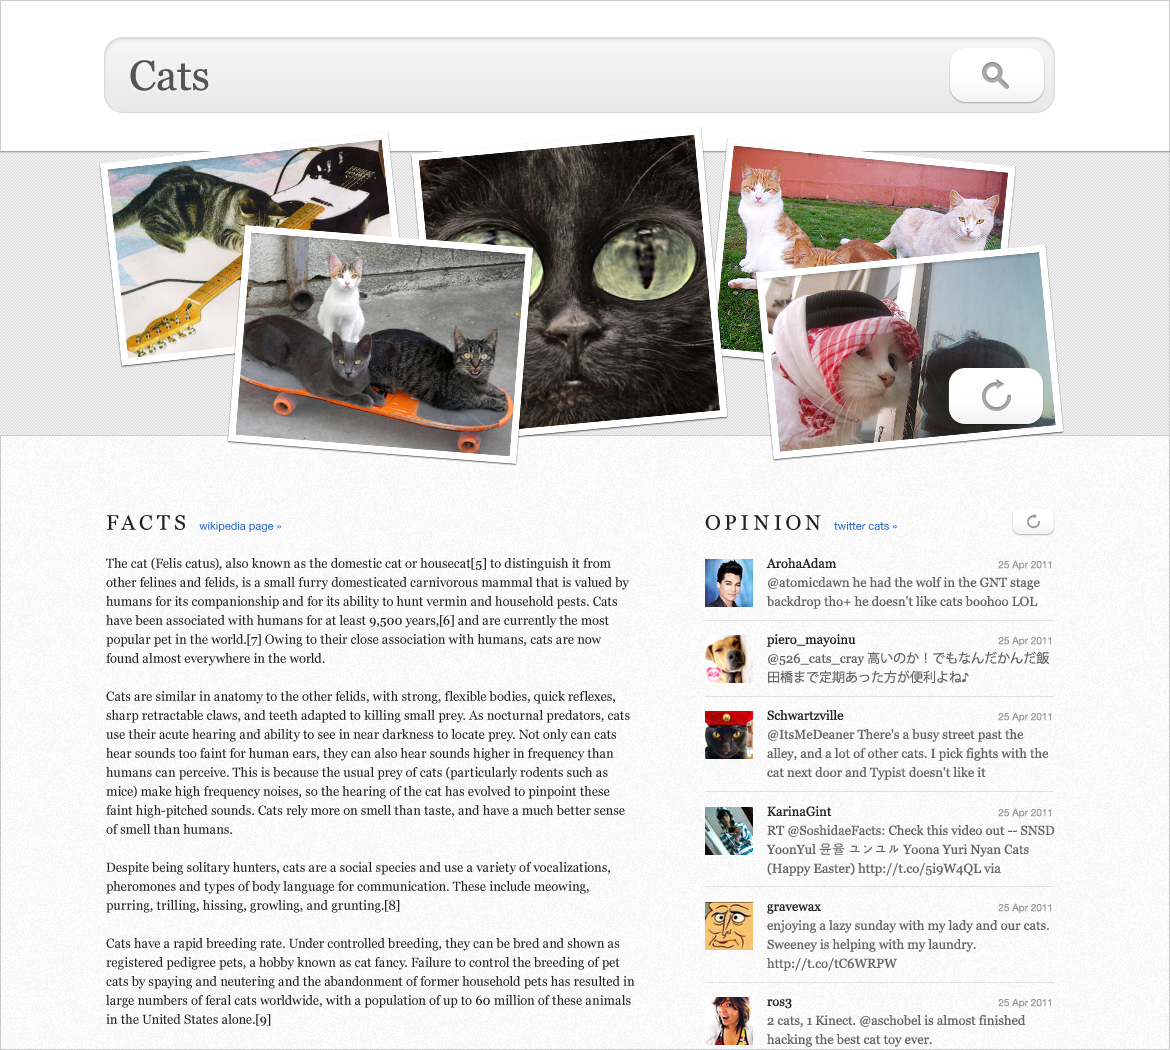 Cats
FACTS wikipedia page »
The cat (Felis catus), also known as the domestic cat or housecat[5] to distinguish it from
other felines and felids, is a small furry domesticated carnivorous mammal that is valued by
humans for its companionship and for its ability to hunt vermin and household pests. Cats
have been associated with humans for at least 9,500 years,[6] and are currently the most
popular pet in the world.[7] Owing to their close association with humans, cats are now
found almost everywhere in the world.
Cats are similar in anatomy to the other felids, with strong, flexible bodies, quick reflexes,
sharp retractable claws, and teeth adapted to killing small prey. As nocturnal predators, cats
use their acute hearing and ability to see in near darkness to locate prey. Not only can cats
hear sounds too faint for human ears, they can also hear sounds higher in frequency than
humans can perceive. This is because the usual prey of cats (particularly rodents such as
mice) make high frequency noises, so the hearing of the cat has evolved to pinpoint these
faint high-pitched sounds. Cats rely more on smell than taste, and have a much better sense
of smell than humans.
Despite being solitary hunters, cats are a social species and use a variety of vocalizations,
pheromones and types of body language for communication. These include meowing,
purring, trilling, hissing, growling, and grunting.[8]
Cats have a rapid breeding rate. Under controlled breeding, they can be bred and shown as
registered pedigree pets, a hobby known as cat fancy. Failure to control the breeding of pet
cats by spaying and neutering and the abandonment of former household pets has resulted in
large numbers of feral cats worldwide, with a population of up to 60 million of these animals
in the United States alone.[9]
OPINION twitter cats »
ArohaAdam 25 Apr 2011
@atomicdawn he had the wolf in the GNT stage
backdrop tho+ he doesn't like cats boohoo LOL
piero_mayoinu 25 Apr 2011
@526_cats_cray 高いのか！でもなんだかんだ飯
田橋まで定期あった方が便利よね♪
Schwartzville 25 Apr 2011
@ItsMeDeaner There's a busy street past the
alley, and a lot of other cats. I pick fights with the
cat next door and Typist doesn't like it
KarinaGint 25 Apr 2011
RT @SoshidaeFacts: Check this video out -- SNSD
YoonYul 윤율 ユンユル Yoona Yuri Nyan Cats
(Happy Easter) http://t.co/5i9W4QL via
gravewax 25 Apr 2011
enjoying a lazy sunday with my lady and our cats.
Sweeney is helping with my laundry.
http://t.co/tC6WRPW
ros3 25 Apr 2011
2 cats, 1 Kinect. @aschobel is almost finished
hacking the best cat toy ever.